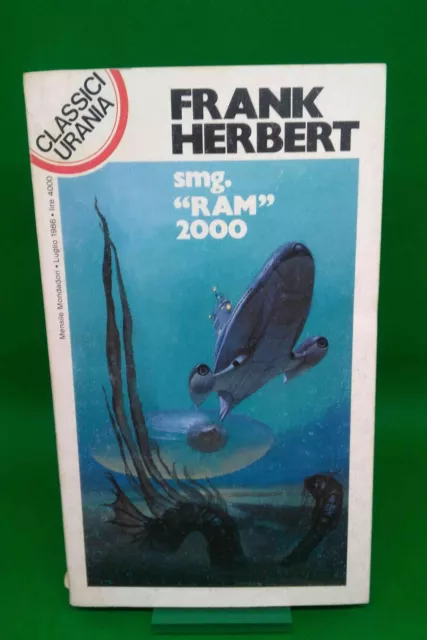 CLASSICI
URANIA
FRANK
HERBERT
smg.
“RAM”
2000
Mensile Mondadori • Luglio 1986 • lire 4000